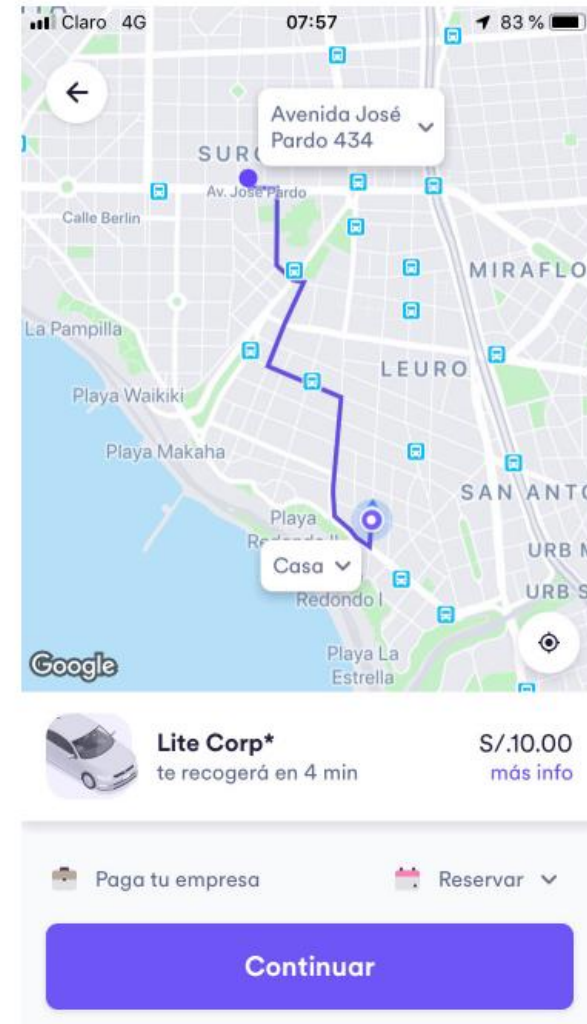 Claro 4G 07:57 83 %
Avenida José
Pardo 434
Av. José Pardo
Calle Berlin
MIRAFLO
La Pampilla
LEURO
Playa Waikiki
Playa Makaha
SAN ANTO
Playa
URB
Casa
Redondo I
URB S
Google
Playa La
Estrella
Lite Corp* S/.10.00
te recogerá en 4 min más info
Paga tu empresa Reservar
Continuar